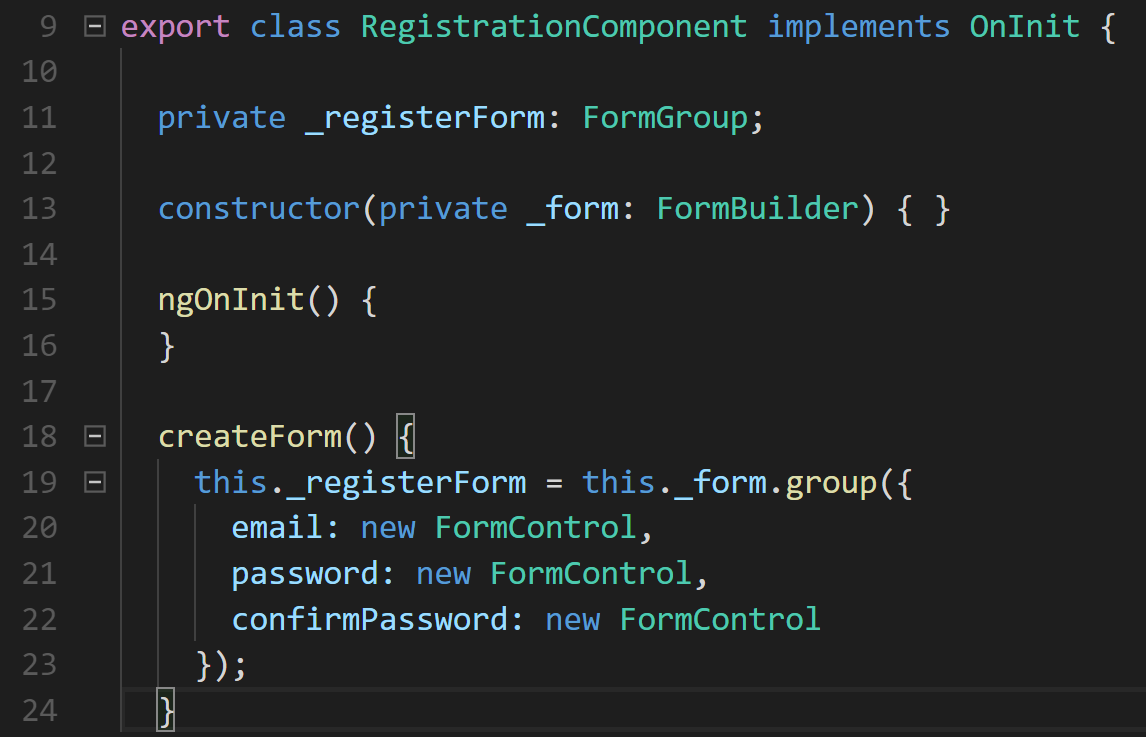 9 export class RegistrationComponent implements OnInit {
10
11 private _registerForm: FormGroup;
12
13 constructor(private _form: FormBuilder) { }
14
15 ngOnInit() {
16 }
17
18 createForm() {
19 this._registerForm = this._form.group({
20 email: new FormControl,
21 password: new FormControl,
22 confirmPassword: new FormControl
23 });
24 }